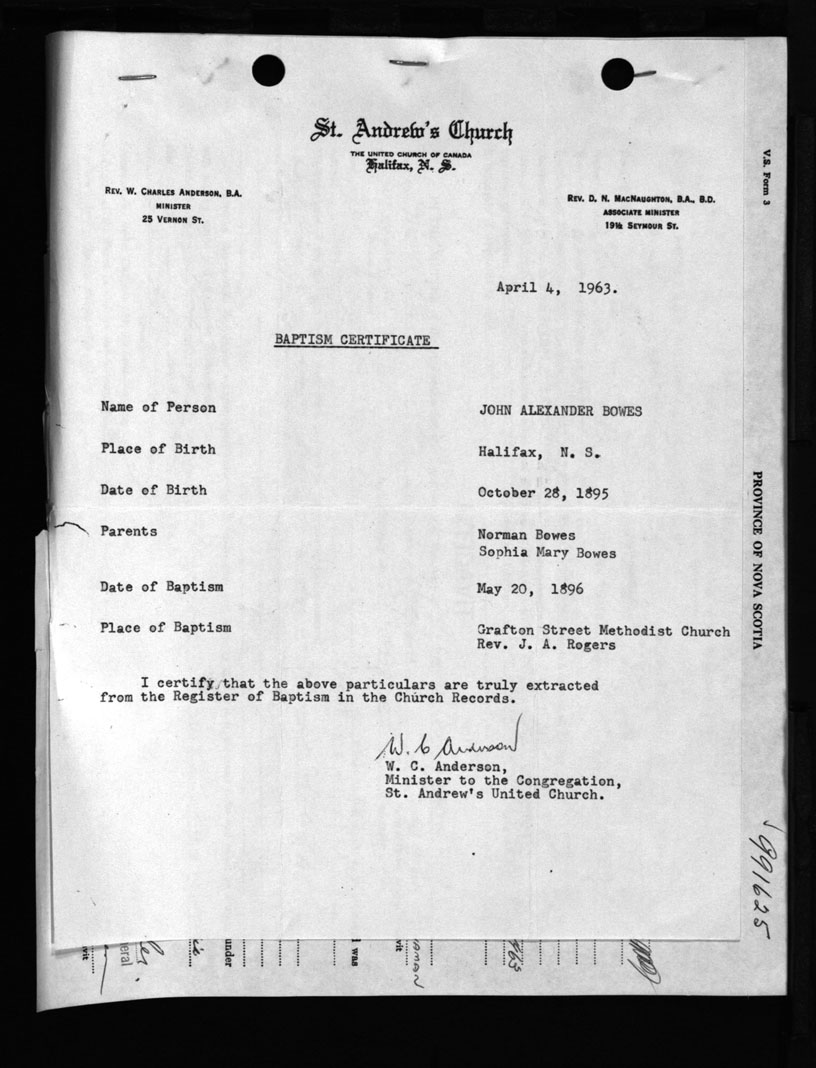 St. Andrew's Church
THE UNITED CHURCH OF CANADA
Halifax, N. S.
REV. W. CHARLES ANDERSON, B.A.
MINISTER
25 VERNON ST.
REV. D. N. MACNAUGHTON, B.A., B.D.
ASSOCIATE MINISTER
19½ SEYMOUR ST.
April 4, 1963.
BAPTISM CERTIFICATE
Name of Person JOHN ALEXANDER BOWES
Place of Birth Halifax, N. S.
Date of Birth October 28, 1895
Parents Norman Bowes
Sophia Mary Bowes
Date of Baptism May 20, 1896
Place of Baptism Grafton Street Methodist Church
Rev. J. A. Rogers
I certify that the above particulars are truly extracted
from the Register of Baptism in the Church Records.
W. C Anderson
W. C. Anderson,
Minister to the Congregation,
St. Andrew's United Church.
V.S. Form 3
PROVINCE OF NOVA SCOTIA
991625
under
I was